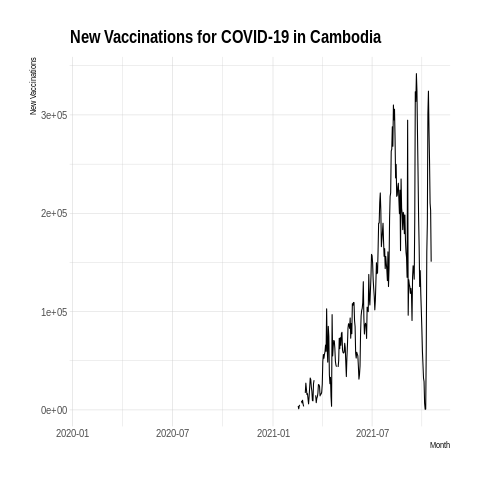 New Vaccinations for COVID-19 in Cambodia
New Vaccinations
3e+05
2e+05
1e+05
0e+00
2020-01 2020-07 2021-01 2021-07
Month